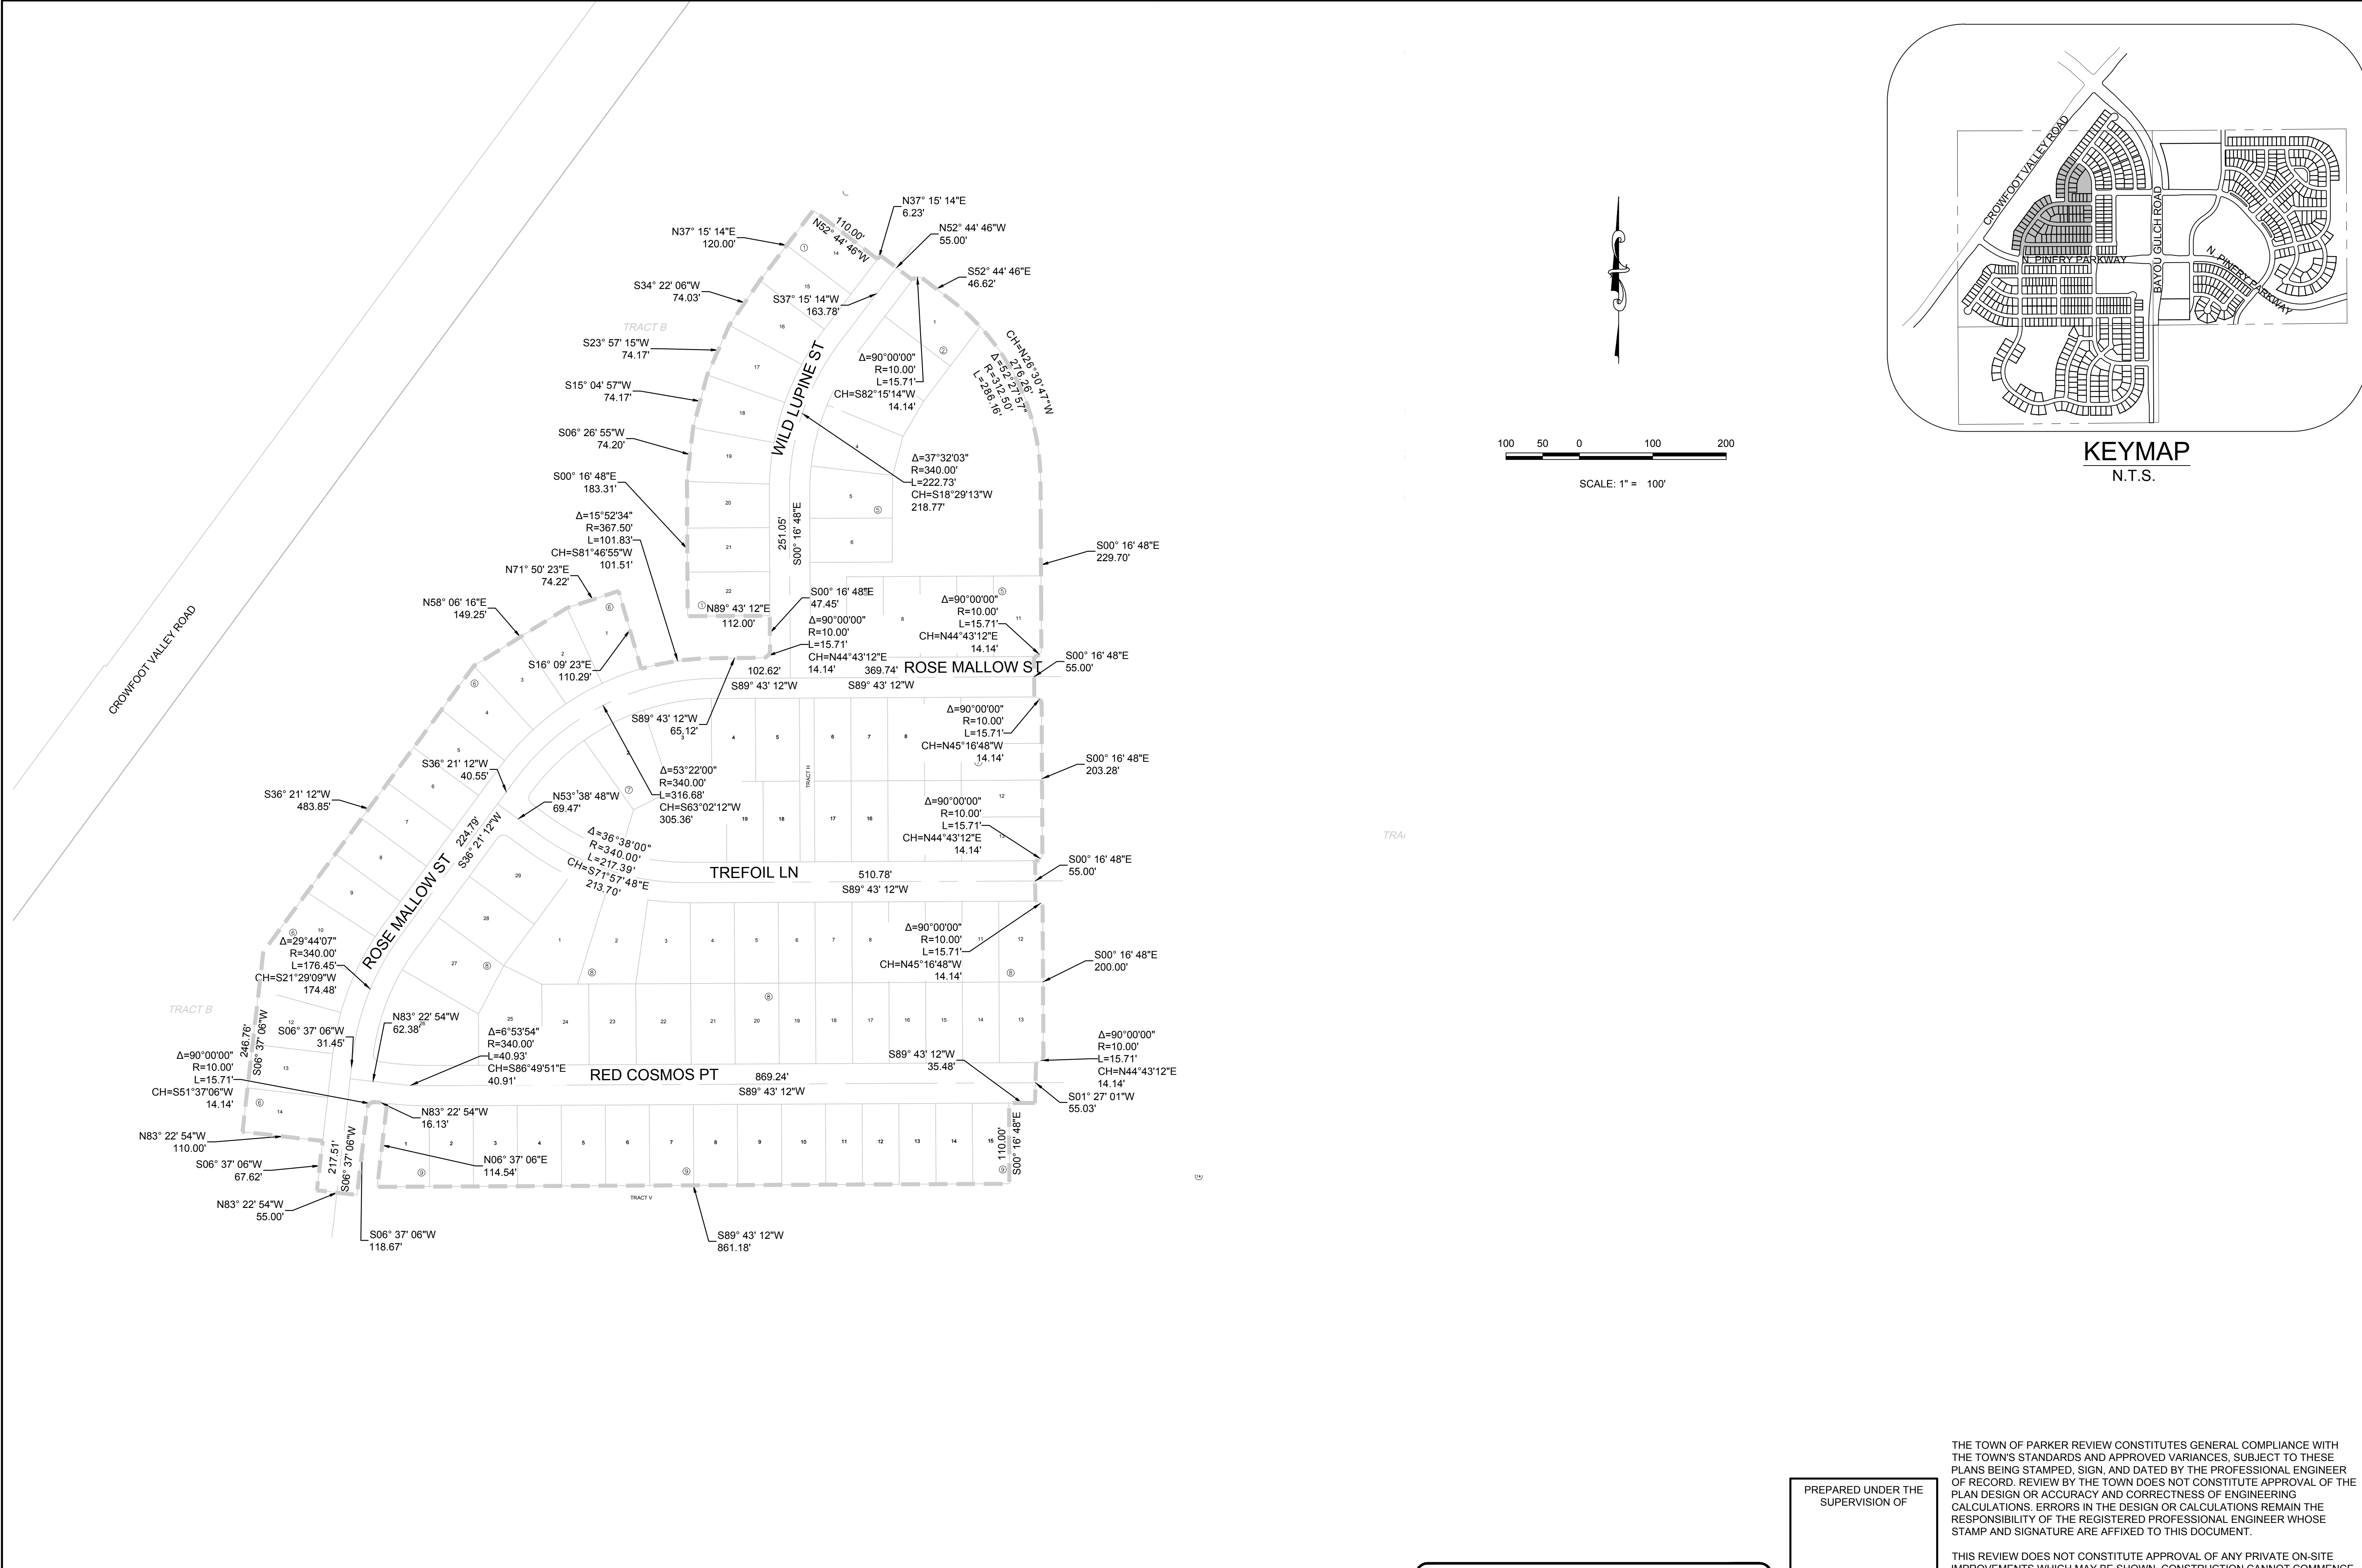 N37° 15' 14"E
6.23'
N52° 44' 46"W
55.00'
N37° 15' 14"E
120.00'
110.00'
N52° 44' 46"W
S52° 44' 46"E
46.62'
S34° 22' 06"W
74.03'
S37° 15' 14"W
163.78'
TRACT B
S23° 57' 15"W
74.17'
CH=N26°30'47"W
276.26'
Δ=52°27'57"
R=312.50'
L=286.16'
Δ=90°00'00"
R=10.00'
L=15.71'
CH=S82°15'14"W
14.14'
WILD LUPINE ST
S15° 04' 57"W
74.17'
S06° 26' 55"W
74.20'
Δ=37°32'03"
R=340.00'
L=222.73'
CH=S18°29'13"W
218.77'
S00° 16' 48"E
183.31'
251.05'
S00° 16' 48"E
Δ=15°52'34"
R=367.50'
L=101.83'
CH=S81°46'55"W
101.51'
S00° 16' 48"E
229.70'
N71° 50' 23"E
74.22'
N58° 06' 16"E
149.25'
N89° 43' 12"E
112.00'
S00° 16' 48"E
47.45'
Δ=90°00'00"
R=10.00'
L=15.71'
CH=N44°43'12"E
14.14'
Δ=90°00'00"
R=10.00'
L=15.71'
CH=N44°43'12"E
14.14'
S16° 09' 23"E
110.29'
102.62'
S89° 43' 12"W
369.74'
S89° 43' 12"W
ROSE MALLOW ST
S00° 16' 48"E
55.00'
CROWFOOT VALLEY ROAD
S89° 43' 12"W
65.12'
Δ=90°00'00"
R=10.00'
L=15.71'
CH=N45°16'48"W
14.14'
S36° 21' 12"W
40.55'
TRACT H
S00° 16' 48"E
203.28'
S36° 21' 12"W
483.85'
N53° 38' 48"W
69.47'
Δ=53°22'00"
R=340.00'
L=316.68'
CH=S63°02'12"W
305.36'
Δ=90°00'00"
R=10.00'
L=15.71'
CH=N44°43'12"E
14.14'
224.79'
S36° 21' 12"W
ROSE MALLOW ST
Δ=36°38'00"
R=340.00'
L=217.39'
CH=S71°57'48"E
213.70'
TREFOIL LN
510.78'
S89° 43' 12"W
S00° 16' 48"E
55.00'
Δ=29°44'07"
R=340.00'
L=176.45'
CH=S21°29'09"W
174.48'
Δ=90°00'00"
R=10.00'
L=15.71'
CH=N45°16'48"W
14.14'
S00° 16' 48"E
200.00'
TRACT B
246.76'
S06° 37' 06"W
S06° 37' 06"W
31.45'
N83° 22' 54"W
62.38'
Δ=6°53'54"
R=340.00'
L=40.93'
CH=S86°49'51"E
40.91'
Δ=90°00'00"
R=10.00'
L=15.71'
CH=S51°37'06"W
14.14'
RED COSMOS PT
869.24'
S89° 43' 12"W
S89° 43' 12"W
35.48'
Δ=90°00'00"
R=10.00'
L=15.71'
CH=N44°43'12"E
14.14'
S01° 27' 01"W
55.03'
N83° 22' 54"W
16.13'
N83° 22' 54"W
110.00'
S06° 37' 06"W
67.62'
217.51'
S06° 37' 06"W
N06° 37' 06"E
114.54'
110.00'
S00° 16' 48"E
N83° 22' 54"W
55.00'
TRACT V
S06° 37' 06"W
118.67'
S89° 43' 12"W
861.18'
100 50 0 100 200
SCALE: 1" = 100'
CROWFOOT VALLEY ROAD
BAYOU GULCH ROAD
N. PINERY PARKWAY
N. PINERY PARKWAY
KEYMAP
N.T.S.
PREPARED UNDER THE
SUPERVISION OF
THE TOWN OF PARKER REVIEW CONSTITUTES GENERAL COMPLIANCE WITH
THE TOWN'S STANDARDS AND APPROVED VARIANCES, SUBJECT TO THESE
PLANS BEING STAMPED, SIGN, AND DATED BY THE PROFESSIONAL ENGINEER
OF RECORD. REVIEW BY THE TOWN DOES NOT CONSTITUTE APPROVAL OF THE
PLAN DESIGN OR ACCURACY AND CORRECTNESS OF ENGINEERING
CALCULATIONS. ERRORS IN THE DESIGN OR CALCULATIONS REMAIN THE
RESPONSIBILITY OF THE REGISTERED PROFESSIONAL ENGINEER WHOSE
STAMP AND SIGNATURE ARE AFFIXED TO THIS DOCUMENT.
THIS REVIEW DOES NOT CONSTITUTE APPROVAL OF ANY PRIVATE ON-SITE
IMPROVEMENTS WHICH MAY BE SHOWN. CONSTRUCTION CANNOT COMMENCE